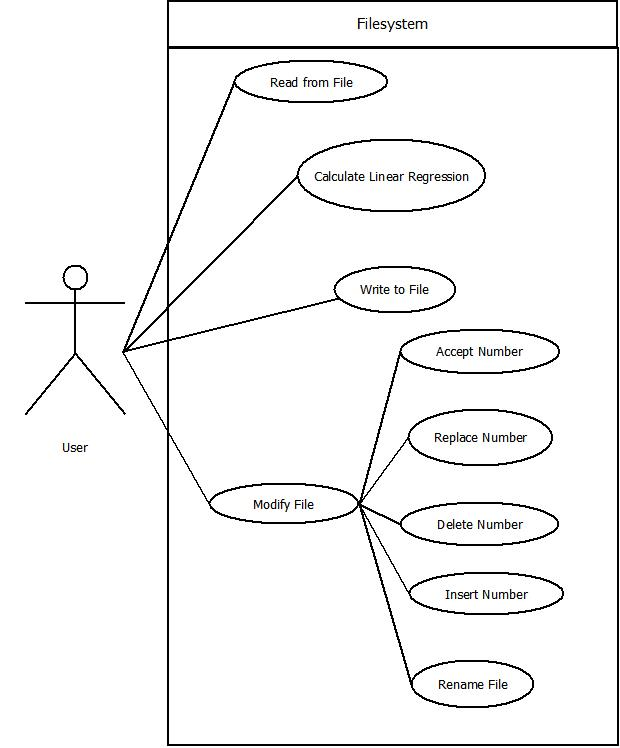 Filesystem
Read from File
Calculate Linear Regression
Write to File
Accept Number
Replace Number
User
Modify File
Delete Number
Insert Number
Rename File